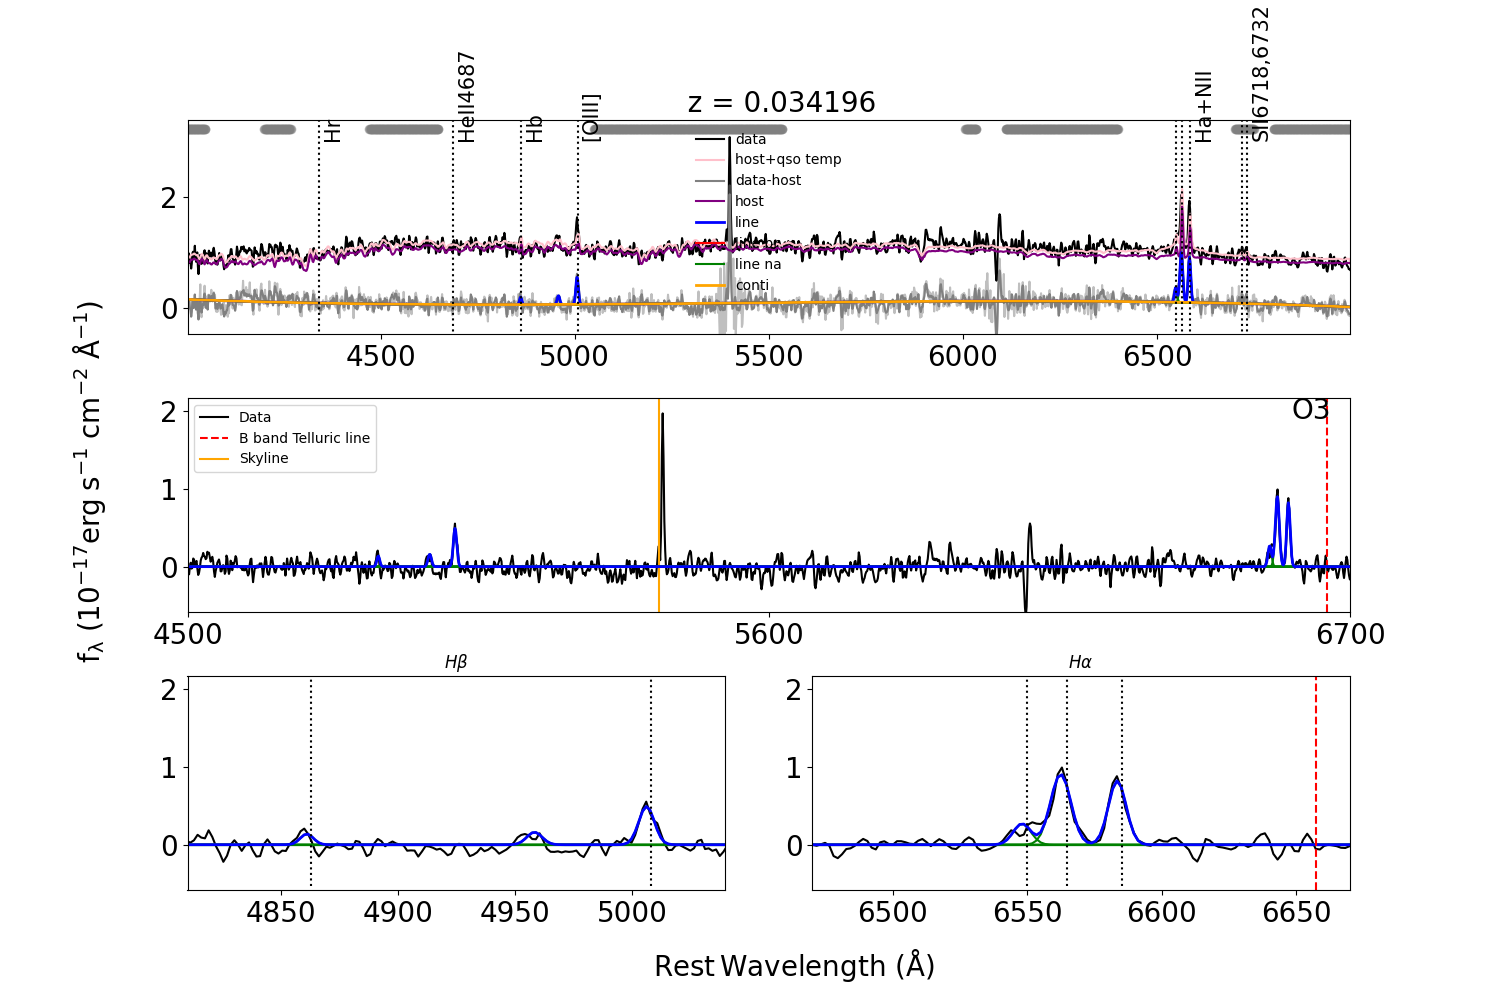 z = 0.034196
Hr
HeII4687
Hb
[OIII]
Ha+NII
SII6718,6732
data
host+qso temp
data-host
host
line
line na
conti
2
0
4500
5000
5500
6000
6500
fλ (10⁻¹⁷erg s⁻¹ cm⁻² Å⁻¹)
Data
B band Telluric line
Skyline
O3
2
1
0
4500
5600
6700
Hβ
2
1
0
4850
4900
4950
5000
Hα
2
1
0
6500
6550
6600
6650
Rest Wavelength (Å)